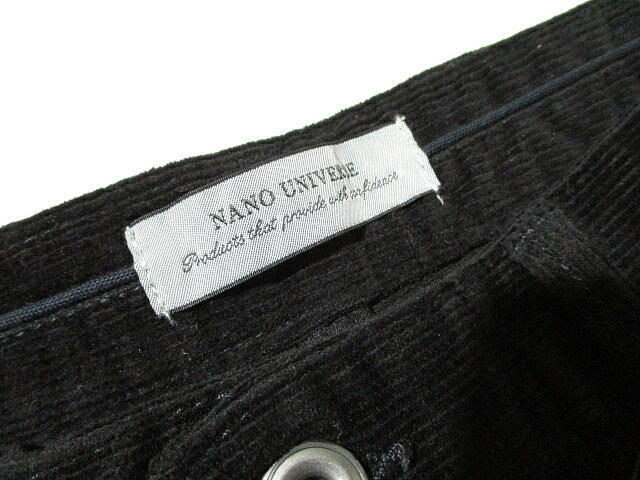 NANO UNIVERSE
Products that provide with confidence